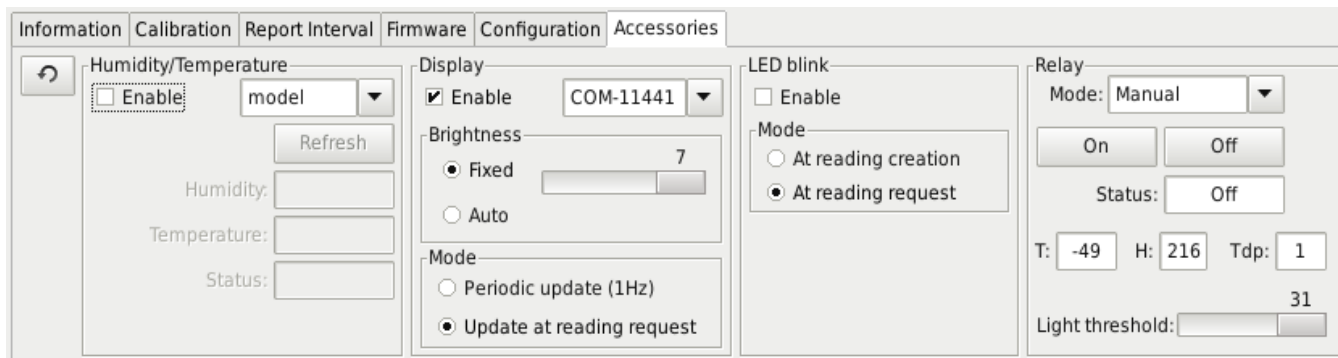 Information Calibration Report Interval Firmware Configuration Accessories
Humidity/Temperature
Enable model
Refresh
Humidity:
Temperature:
Status:
Display
Enable COM-11441
Brightness
Fixed 7
Auto
Mode
Periodic update (1Hz)
Update at reading request
LED blink
Enable
Mode
At reading creation
At reading request
Relay
Mode: Manual
On Off
Status: Off
T: -49 H: 216 Tdp: 1
31
Light threshold: